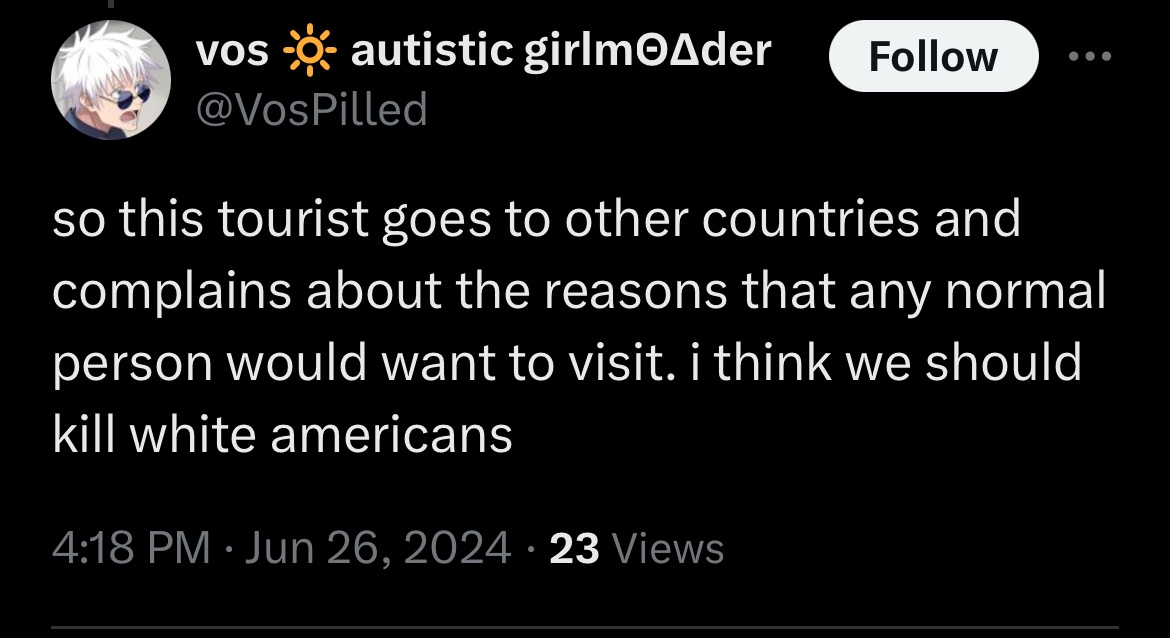 vos 🔆 autistic girlmΘΔder
Follow
@VosPilled
so this tourist goes to other countries and
complains about the reasons that any normal
person would want to visit. i think we should
kill white americans
4:18 PM · Jun 26, 2024 · 23 Views